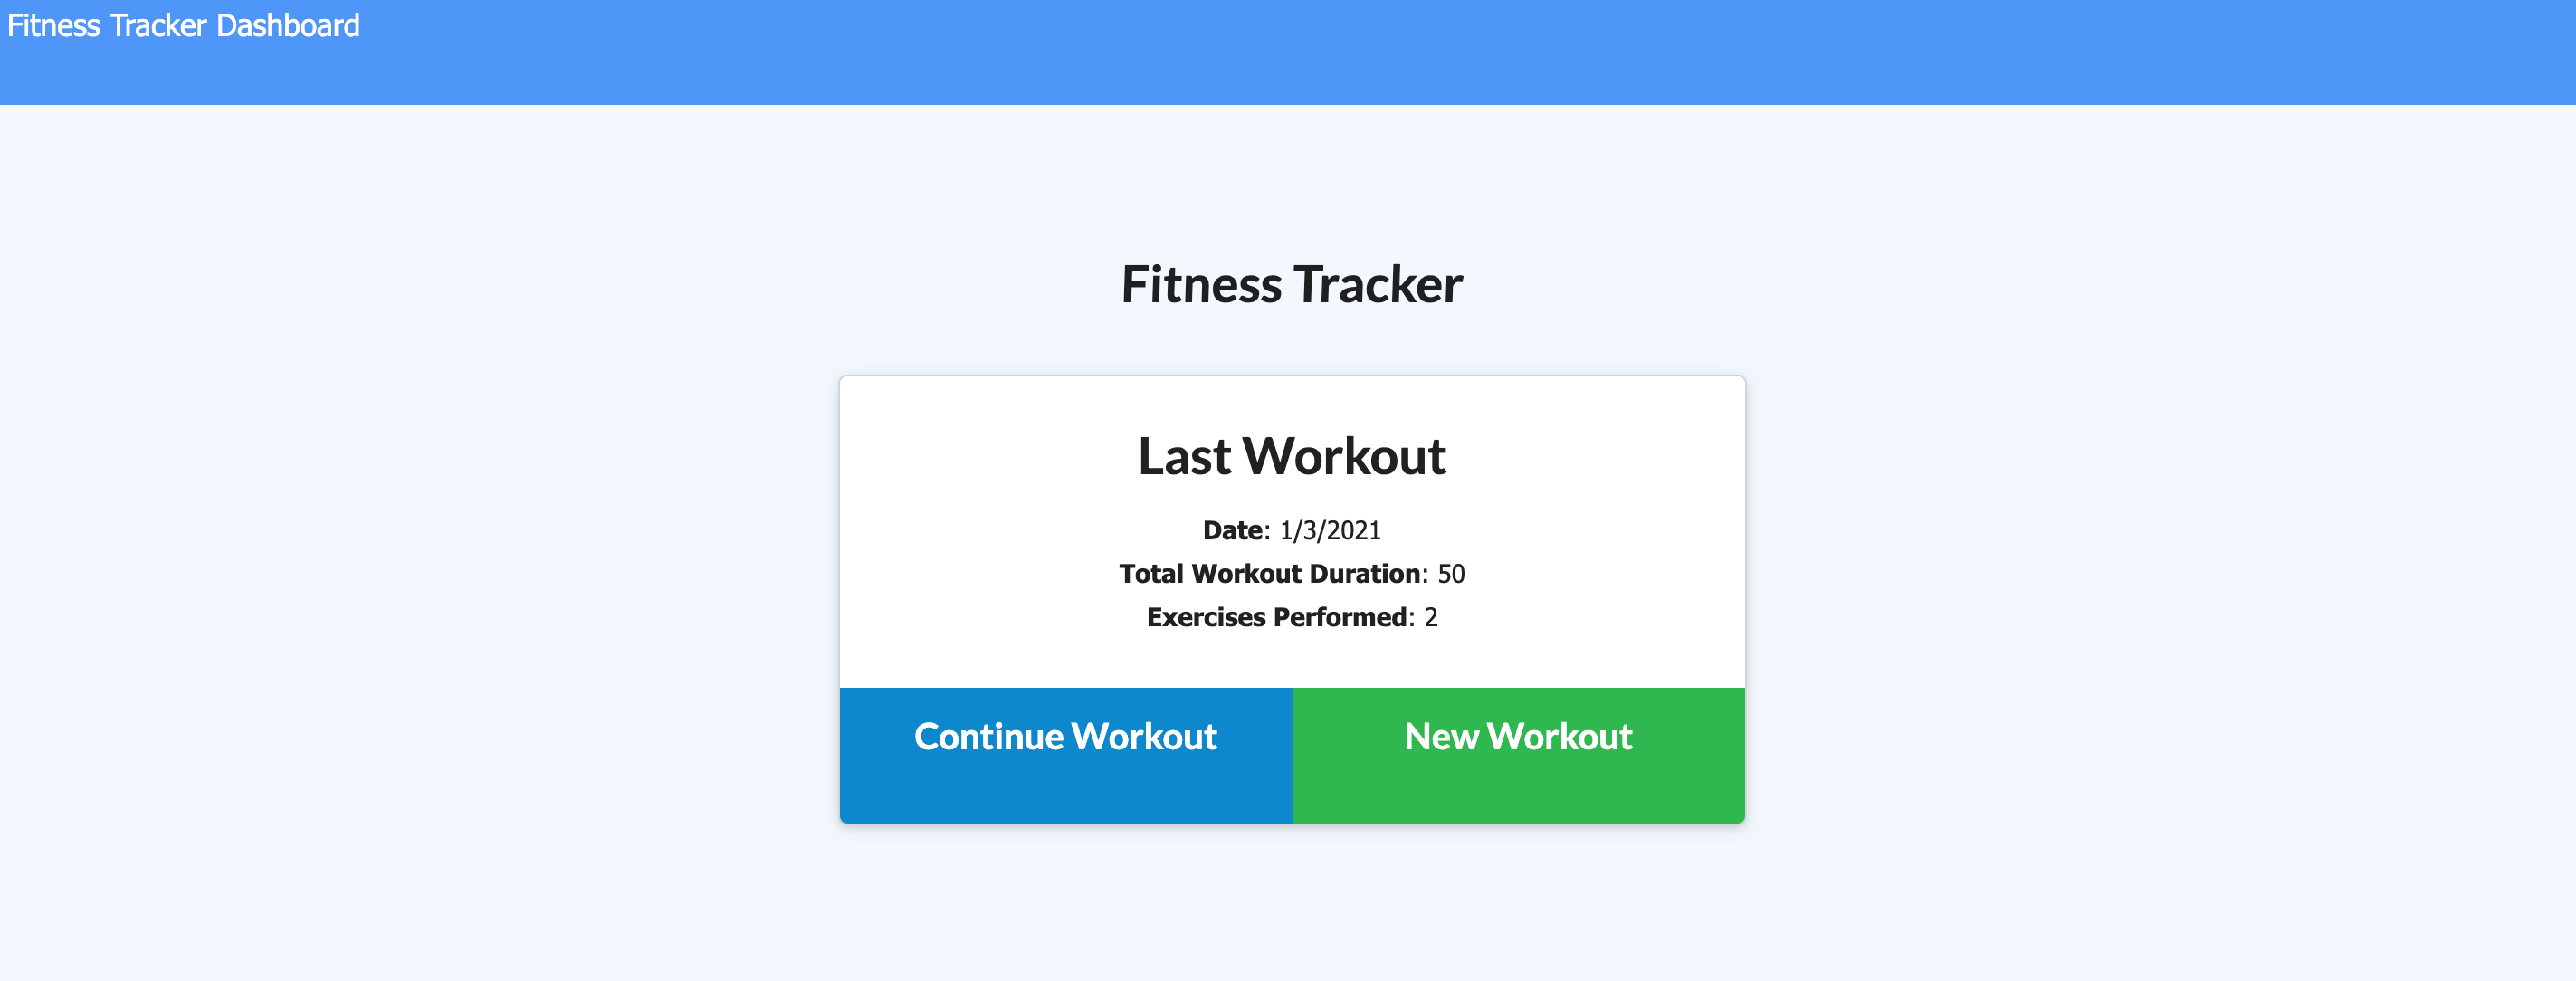 Fitness Tracker Dashboard
Fitness Tracker
Last Workout
Date: 1/3/2021
Total Workout Duration: 50
Exercises Performed: 2
Continue Workout
New Workout